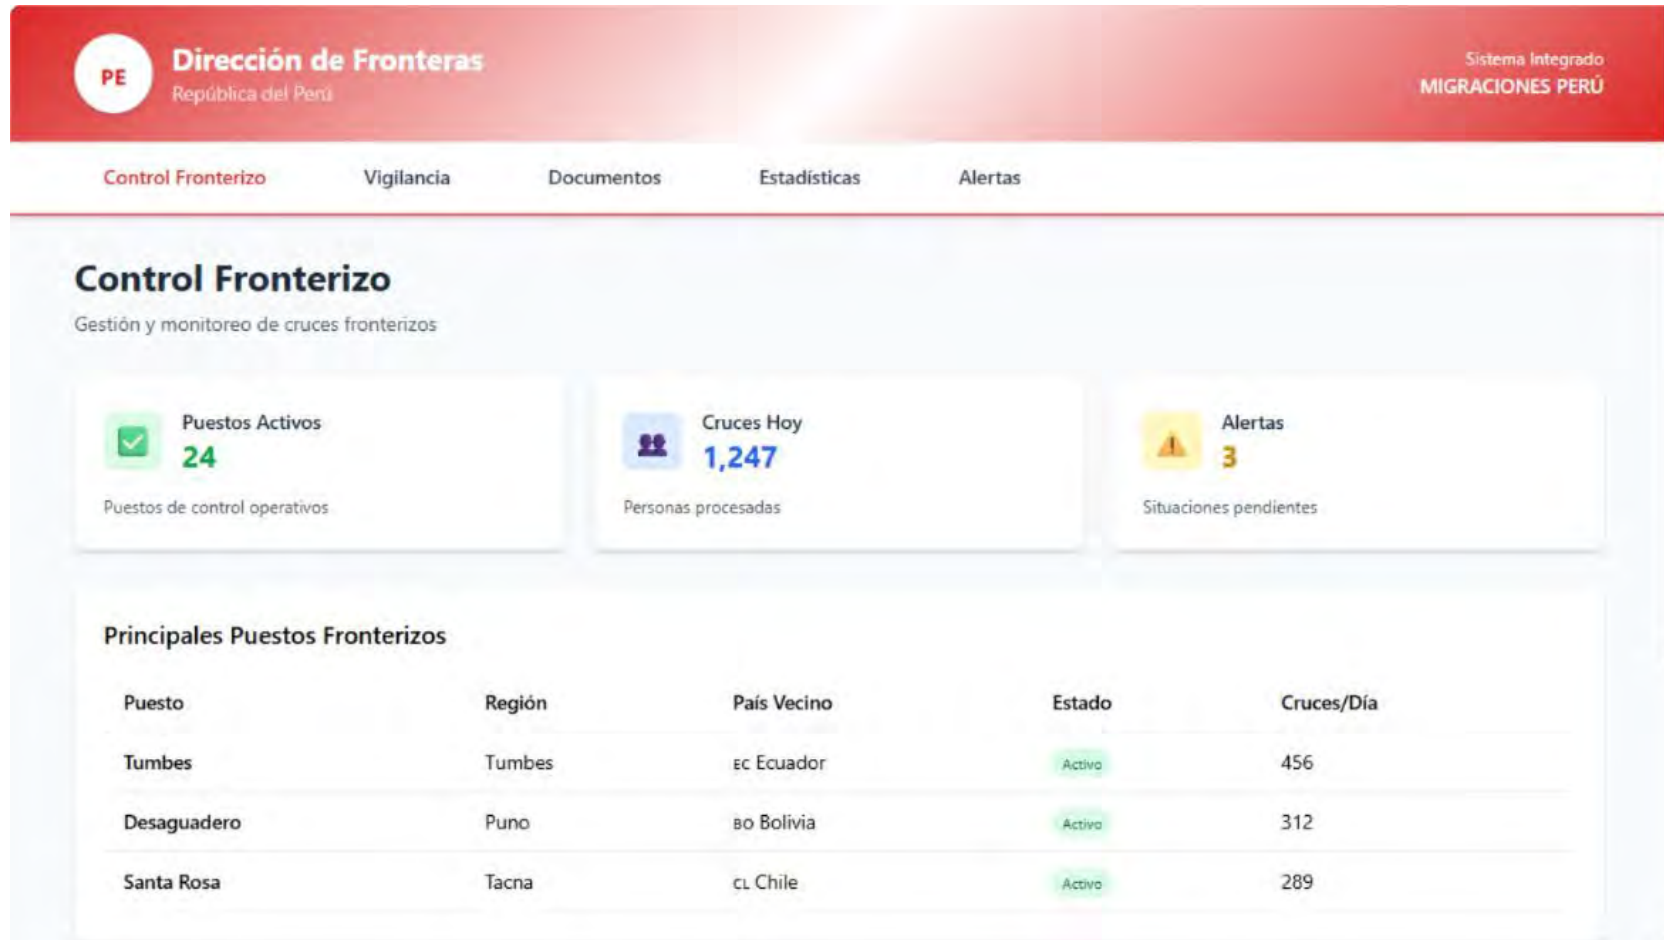 PE
Dirección de Fronteras
República del Perú
Sistema Integrado
MIGRACIONES PERÚ
Control Fronterizo Vigilancia Documentos Estadísticas Alertas
Control Fronterizo
Gestión y monitoreo de cruces fronterizos
Puestos Activos
24
Puestos de control operativos
Cruces Hoy
1,247
Personas procesadas
Alertas
3
Situaciones pendientes
Principales Puestos Fronterizos
Puesto Región País Vecino Estado Cruces/Día
Tumbes Tumbes EC Ecuador Activo 456
Desaguadero Puno BO Bolivia Activo 312
Santa Rosa Tacna CL Chile Activo 289